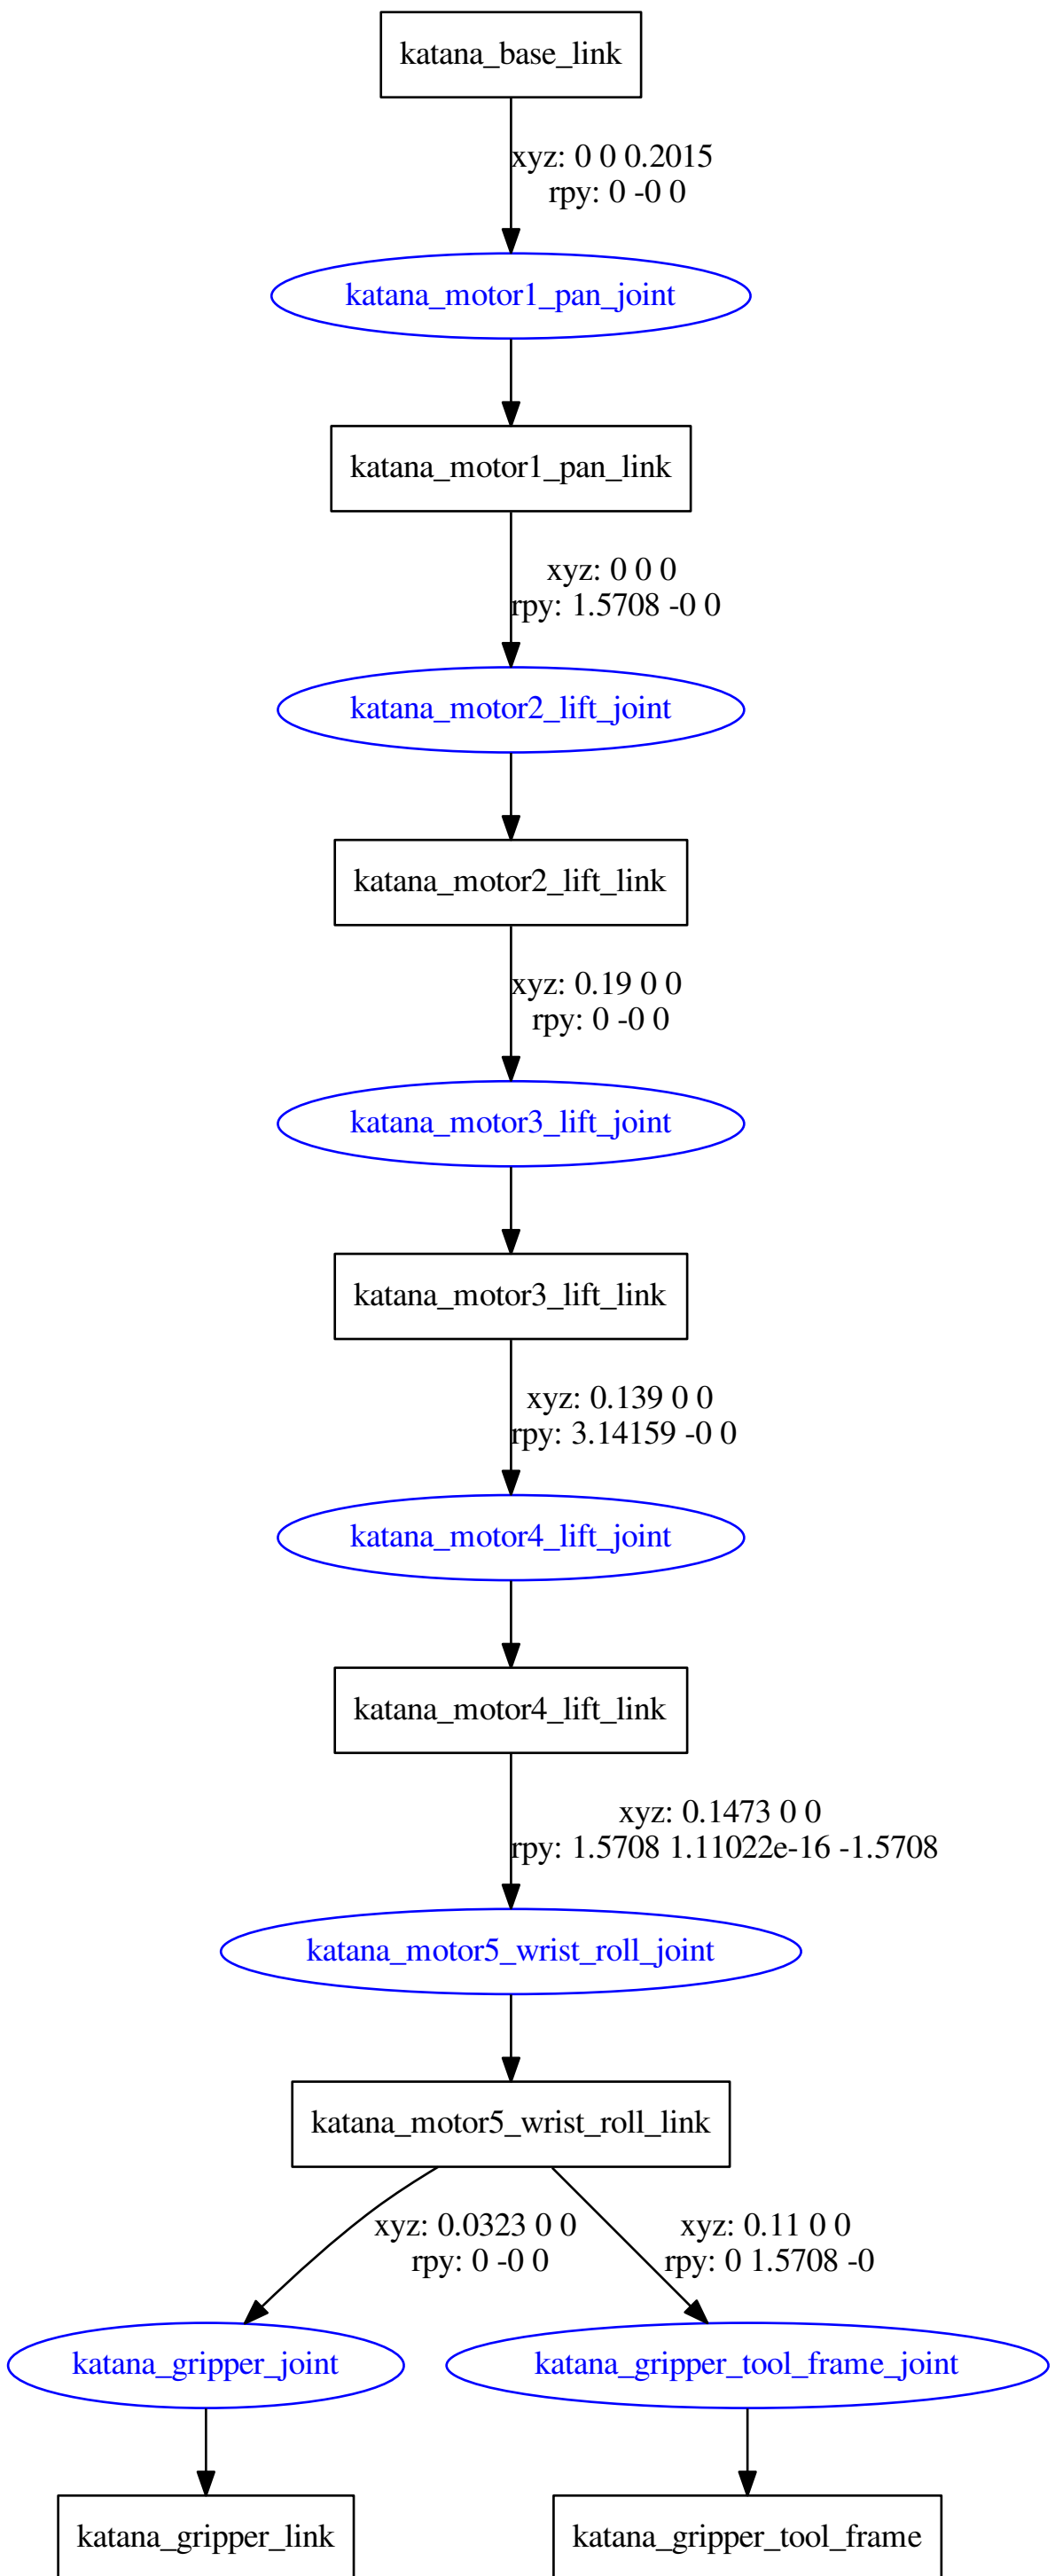 katana_base_link
xyz: 0 0 0.2015
rpy: 0 -0 0
katana_motor1_pan_joint
katana_motor1_pan_link
xyz: 0 0 0
rpy: 1.5708 -0 0
katana_motor2_lift_joint
katana_motor2_lift_link
xyz: 0.19 0 0
rpy: 0 -0 0
katana_motor3_lift_joint
katana_motor3_lift_link
xyz: 0.139 0 0
rpy: 3.14159 -0 0
katana_motor4_lift_joint
katana_motor4_lift_link
xyz: 0.1473 0 0
rpy: 1.5708 1.11022e-16 -1.5708
katana_motor5_wrist_roll_joint
katana_motor5_wrist_roll_link
xyz: 0.0323 0 0
rpy: 0 -0 0
xyz: 0.11 0 0
rpy: 0 1.5708 -0
katana_gripper_joint
katana_gripper_tool_frame_joint
katana_gripper_link
katana_gripper_tool_frame